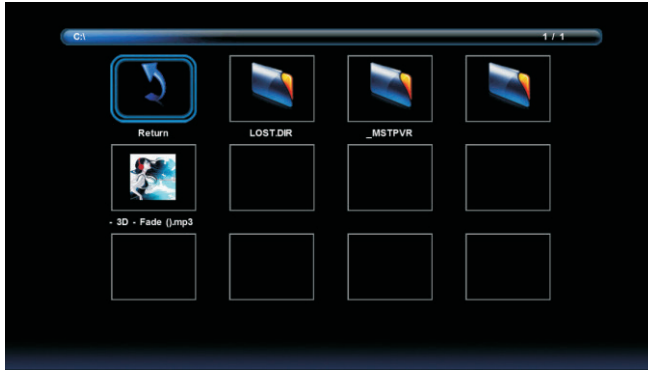 C:\
1 / 1
Return
LOST.DIR
_MSTPVR
- 3D - Fade ().mp3